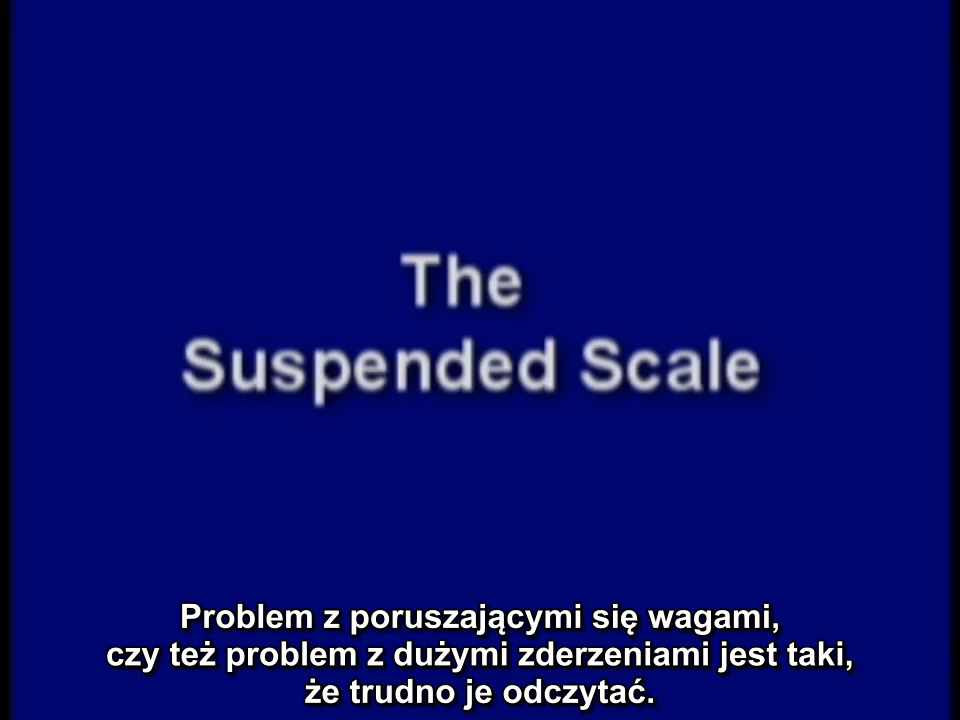 The
Suspended Scale
Problem z poruszającymi się wagami,
czy też problem z dużymi zderzeniami jest taki,
że trudno je odczytać.